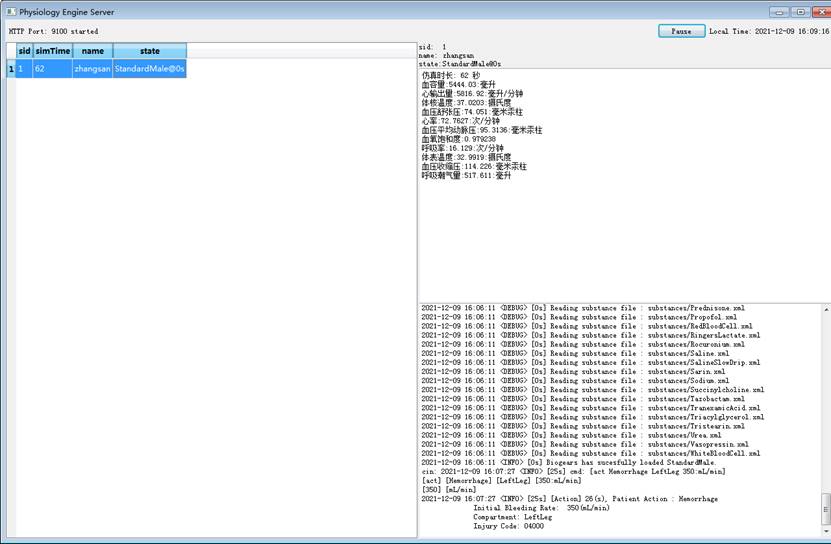 Physiology Engine Server
HTTP Port: 9100 started
Pause
Local Time: 2021-12-09 16:09:16
sid simTime name state
1 1 62 zhangsan StandardMale@0s
sid: 1
name: zhangsan
state:StandardMale@0s
仿真时长: 62 秒
血容量:5444.03:毫升
心输出量:5816.92:毫升/分钟
体核温度:37.0203:摄氏度
血压舒张压:74.051:毫米汞柱
心率:72.7627:次/分钟
血压平均动脉压:95.3136:毫米汞柱
血氧饱和度:0.979238
呼吸率:16.129:次/分钟
体表温度:32.9919:摄氏度
血压收缩压:114.226:毫米汞柱
呼吸潮气量:517.611:毫升
2021-12-09 16:06:11 <DEBUG> [0s] Reading substance file : substances/Prednisone.xml
2021-12-09 16:06:11 <DEBUG> [0s] Reading substance file : substances/Propofol.xml
2021-12-09 16:06:11 <DEBUG> [0s] Reading substance file : substances/RedBloodCell.xml
2021-12-09 16:06:11 <DEBUG> [0s] Reading substance file : substances/RingersLactate.xml
2021-12-09 16:06:11 <DEBUG> [0s] Reading substance file : substances/Rocuronium.xml
2021-12-09 16:06:11 <DEBUG> [0s] Reading substance file : substances/Saline.xml
2021-12-09 16:06:11 <DEBUG> [0s] Reading substance file : substances/SalineSlowDrip.xml
2021-12-09 16:06:11 <DEBUG> [0s] Reading substance file : substances/Sarin.xml
2021-12-09 16:06:11 <DEBUG> [0s] Reading substance file : substances/Sodium.xml
2021-12-09 16:06:11 <DEBUG> [0s] Reading substance file : substances/Succinylcholine.xml
2021-12-09 16:06:11 <DEBUG> [0s] Reading substance file : substances/Tazobactam.xml
2021-12-09 16:06:11 <DEBUG> [0s] Reading substance file : substances/TranexamicAcid.xml
2021-12-09 16:06:11 <DEBUG> [0s] Reading substance file : substances/Triacylglycerol.xml
2021-12-09 16:06:11 <DEBUG> [0s] Reading substance file : substances/Tristearin.xml
2021-12-09 16:06:11 <DEBUG> [0s] Reading substance file : substances/Urea.xml
2021-12-09 16:06:11 <DEBUG> [0s] Reading substance file : substances/Vasopressin.xml
2021-12-09 16:06:11 <DEBUG> [0s] Reading substance file : substances/WhiteBloodCell.xml
2021-12-09 16:06:11 <INFO> [0s] Biogears has sucesfully loaded StandardMale.
cin: 2021-12-09 16:07:27 <INFO> [25s] cmd: [act Hemorrhage LeftLeg 350:mL/min]
[act] [Hemorrhage] [LeftLeg] [350:mL/min]
[350] [mL/min]
2021-12-09 16:07:27 <INFO> [25s] [Action] 26(s), Patient Action : Hemorrhage
Initial Bleeding Rate: 350(mL/min)
Compartment: LeftLeg
Injury Code: 04000